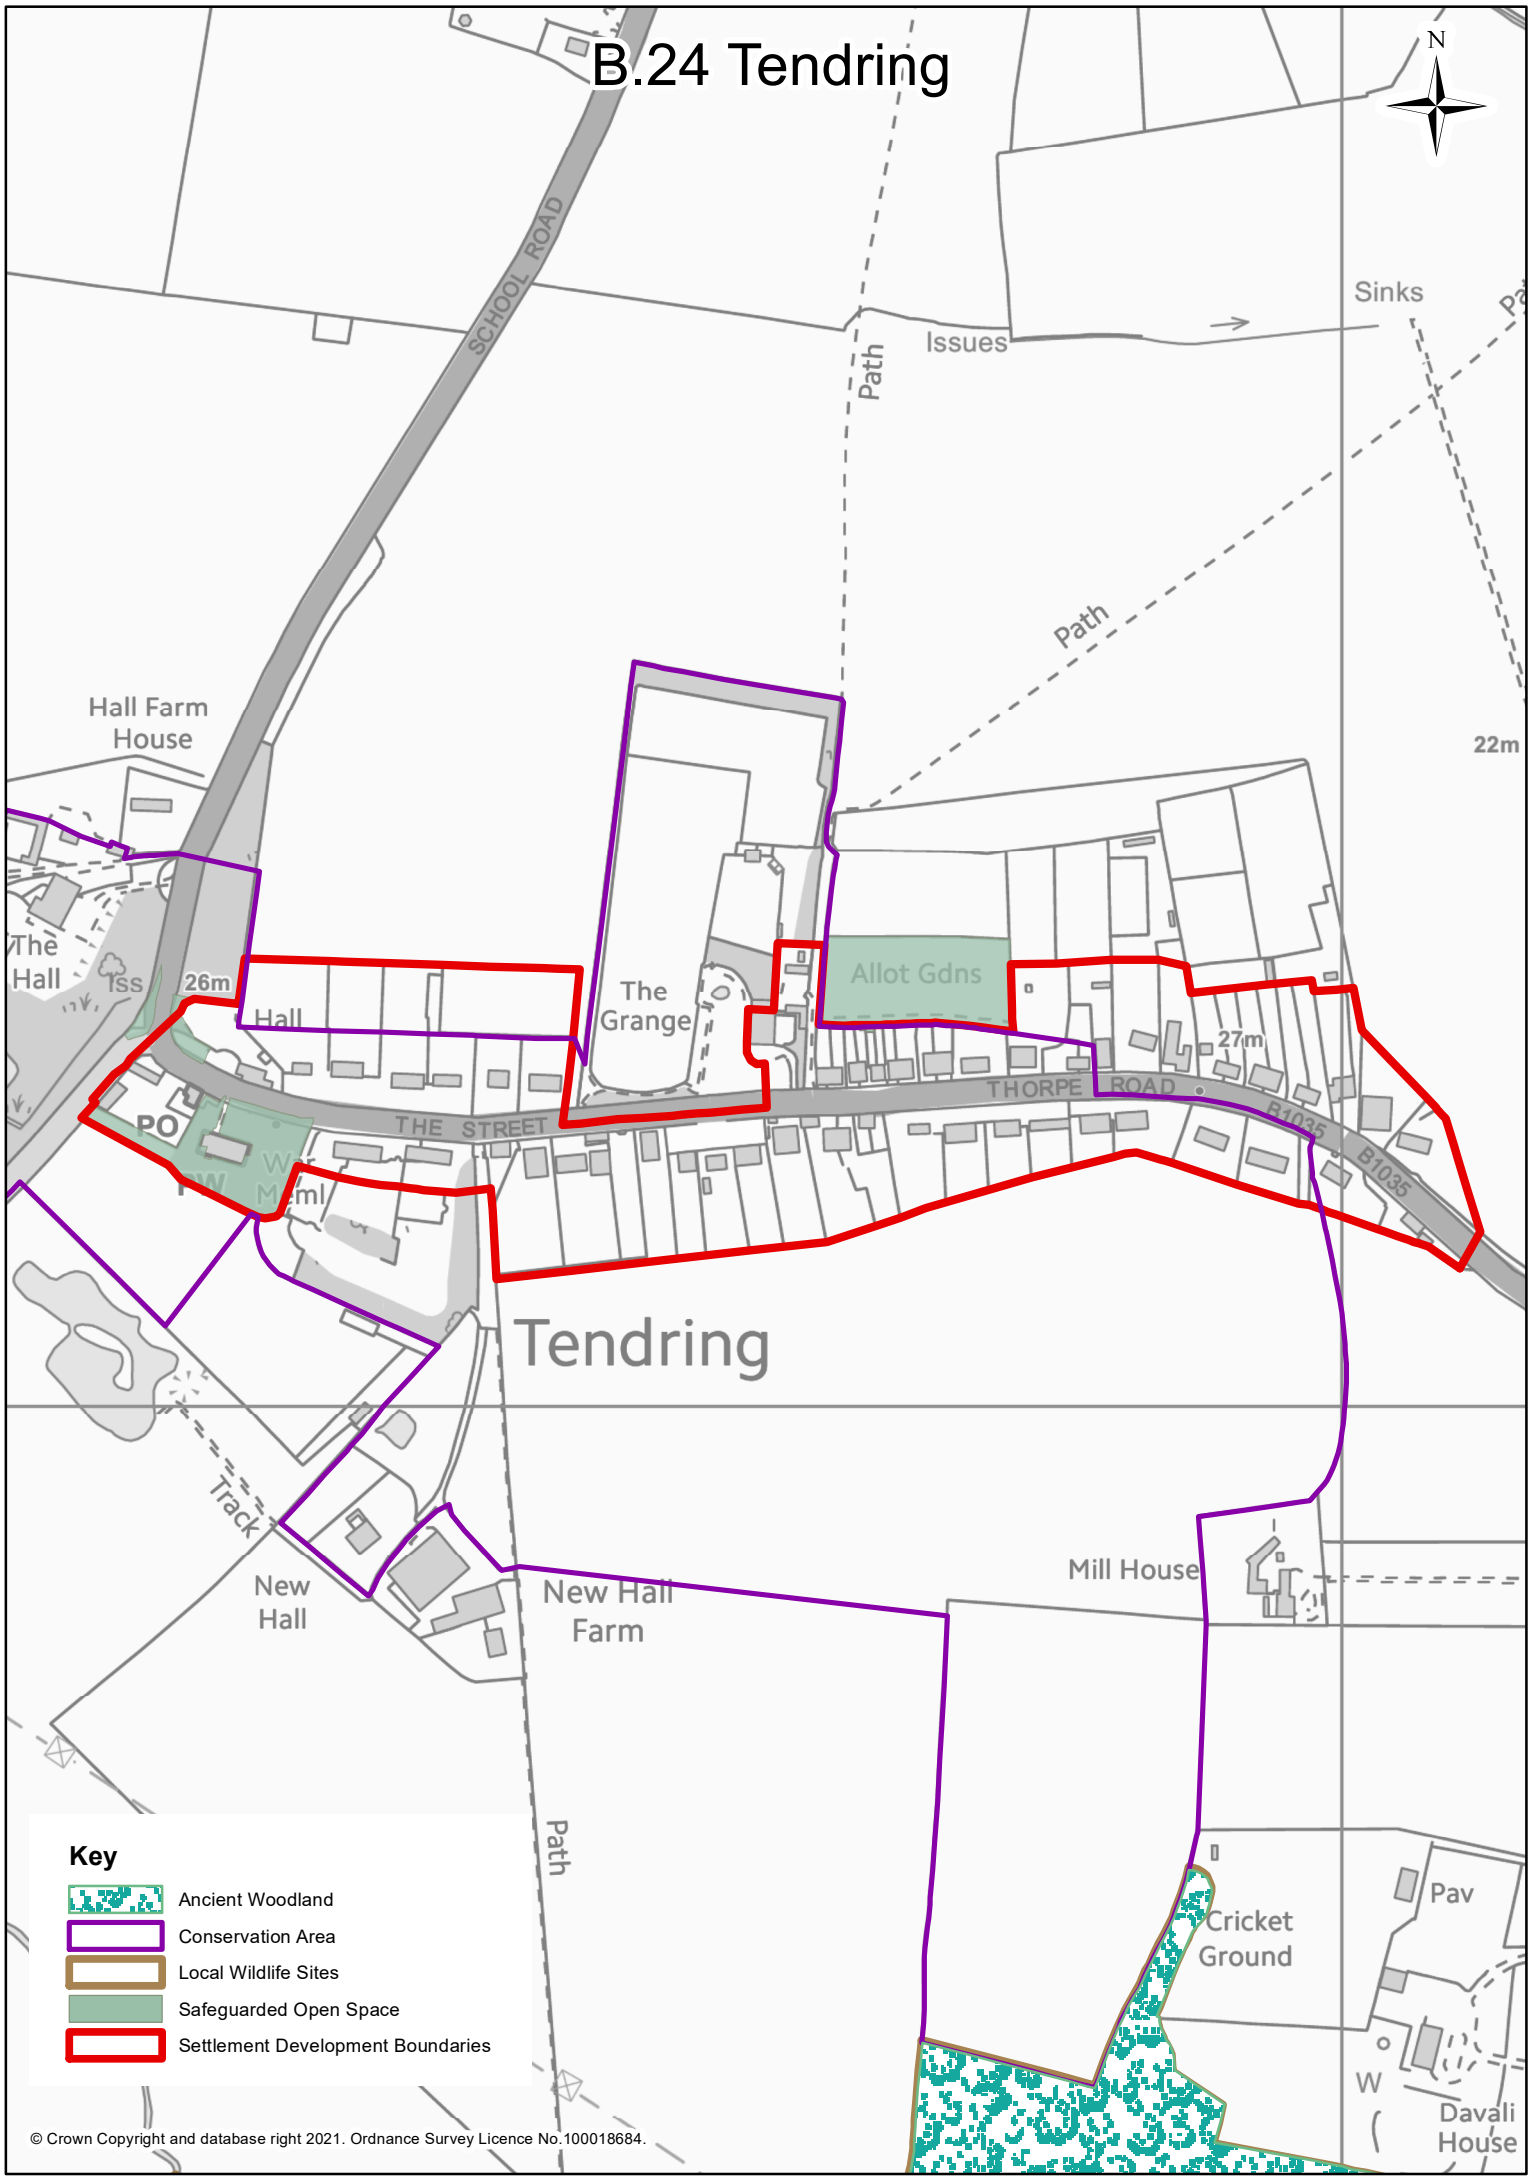 B.24 Tendring
N
SCHOOL ROAD
Sinks
Issues
Path
Path
Hall Farm
House
22m
The
Hall
Iss
26m
Hall
The
Grange
Allot Gdns
27m
THORPE ROAD
B1035
B1035
THE STREET
PO
PW
War
Meml
Tendring
Track
New
Hall
New Hall
Farm
Mill House
Path
Pav
Cricket
Ground
W
Davali
House
Key
Ancient Woodland
Conservation Area
Local Wildlife Sites
Safeguarded Open Space
Settlement Development Boundaries
© Crown Copyright and database right 2021. Ordnance Survey Licence No.100018684.